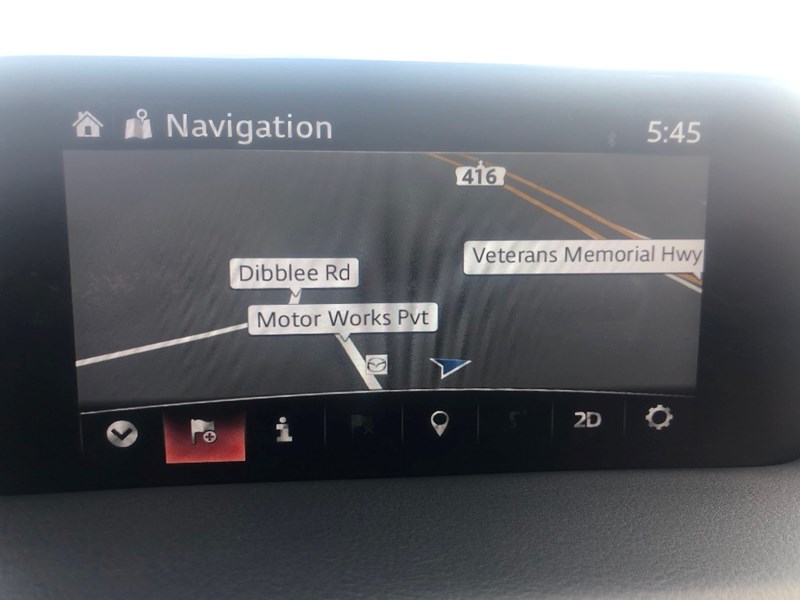 Navigation
5:45
416
Veterans Memorial Hwy
Dibblee Rd
Motor Works Pvt
2D